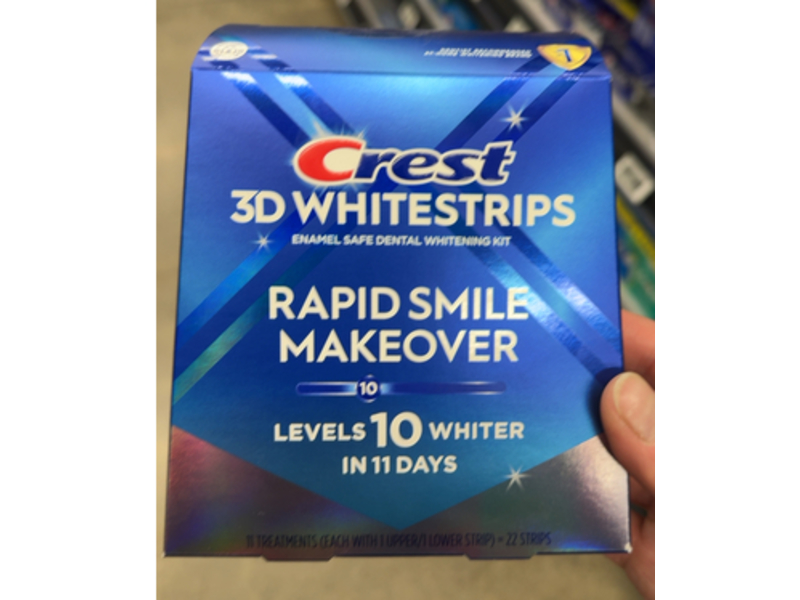 1
Crest
3D WHITESTRIPS
ENAMEL SAFE DENTAL WHITENING KIT
RAPID SMILE
MAKEOVER
10
LEVELS 10 WHITER
IN 11 DAYS
11 TREATMENTS (EACH WITH 1 UPPER/1 LOWER STRIP) = 22 STRIPS